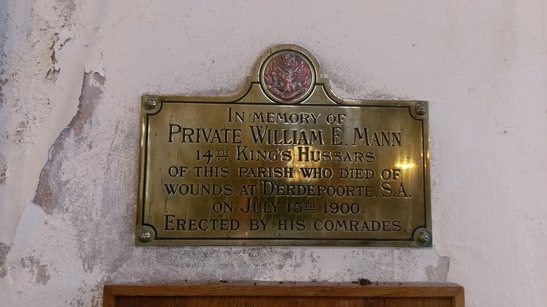 IN MEMORY OF
PRIVATE WILLIAM E. MANN
14TH KING'S HUSSARS
OF THIS PARISH WHO DIED OF
WOUNDS AT DERDEPOORTE, S.A.
ON JULY 15TH 1900.
ERECTED BY HIS COMRADES.